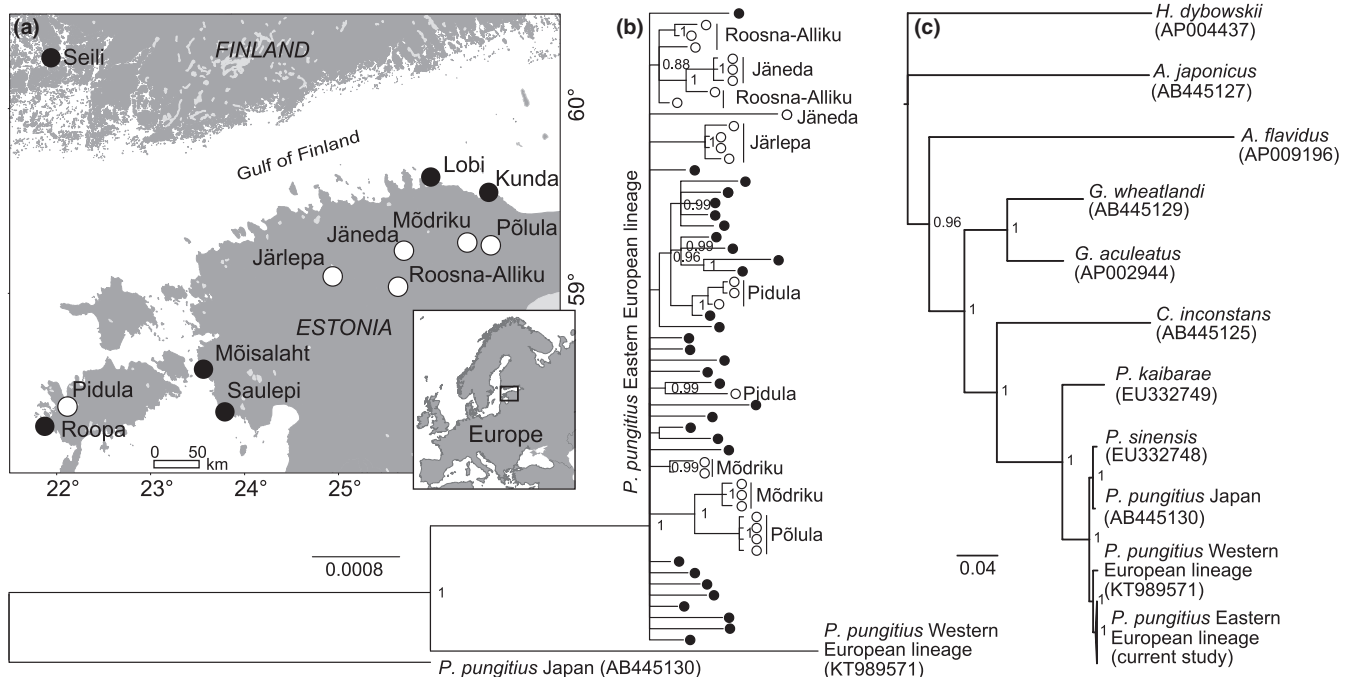 (a)
FINLAND
Seili
60°
Gulf of Finland
Lobi
Kunda
Mõdriku
Põlula
Jäneda
Järlepa
Roosna-Alliku
59°
ESTONIA
Mõisalaht
Pidula
Saulepi
Roopa
0 50 km
Europe
22° 23° 24° 25°
(b)
P. pungitius Eastern European lineage
1
Roosna-Alliku
0.88
1
Jäneda
1
Roosna-Alliku
Jäneda
1
Järlepa
0.99
0.99
0.96
1
Pidula
1
0.99
Pidula
0.99
Mõdriku
1
Mõdriku
1
1
Põlula
1
0.0008
1
P. pungitius Western
European lineage
(KT989571)
P. pungitius Japan (AB445130)
(c)
H. dybowskii
(AP004437)
A. japonicus
(AB445127)
A. flavidus
(AP009196)
0.96
G. wheatlandi
(AB445129)
1
G. aculeatus
(AP002944)
1
C. inconstans
(AB445125)
1
P. kaibarae
(EU332749)
1
P. sinensis
(EU332748)
1
P. pungitius Japan
(AB445130)
1
P. pungitius Western
European lineage
(KT989571)
1
1
P. pungitius Eastern
European lineage
(current study)
0.04